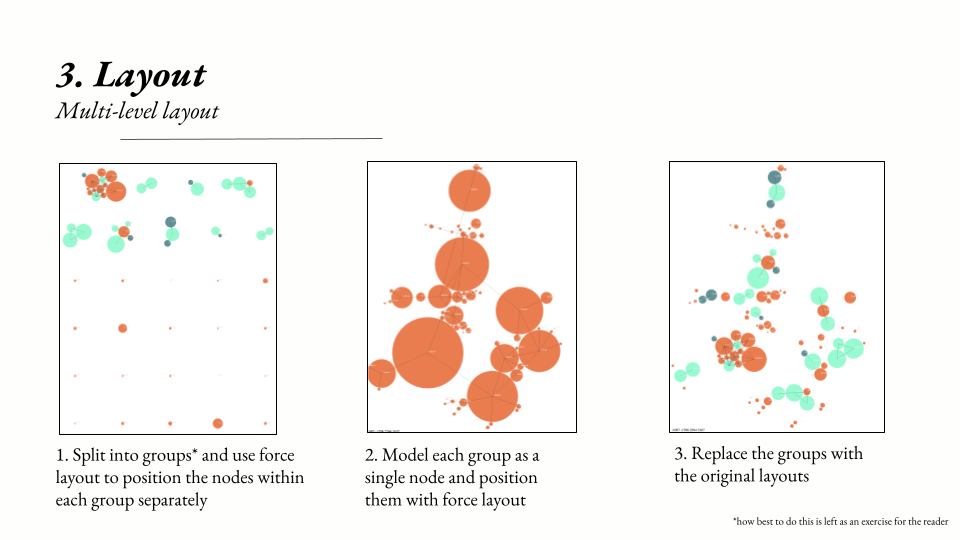 3. Layout
Multi-level layout
1. Split into groups* and use force
layout to position the nodes within
each group separately
2. Model each group as a
single node and position
them with force layout
3. Replace the groups with
the original layouts
*how best to do this is left as an exercise for the reader